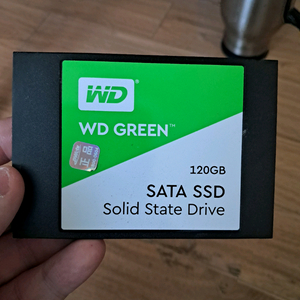 WD
WD GREEN™
120GB
SATA SSD
Solid State Drive